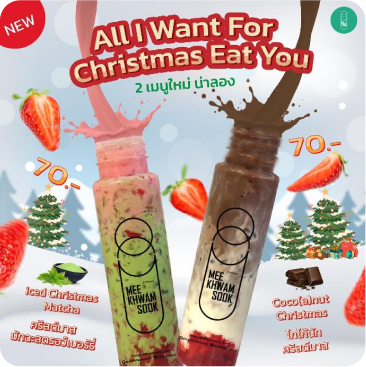 NEW
All I Want For
Christmas Eat You
2 เมนูใหม่ น่าลอง
70.-
70.-
MEE
KHWAM
SOOK
MEE
KHWAM
SOOK
Iced Christmas
Matcha
คริสต์มาส
มัทฉะสตรอว์เบอร์รี่
Coco(a)nut
Christmas
โกโก้นัท
คริสต์มาส